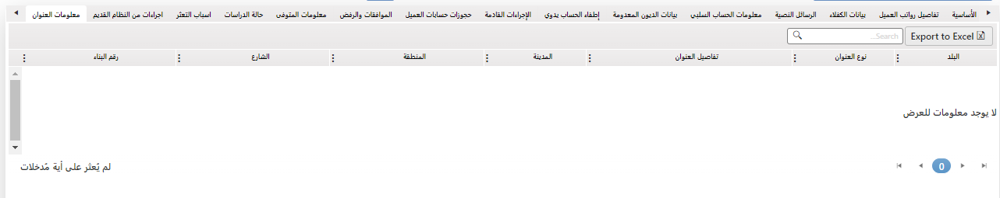 الأساسية تفاصيل رواتب العميل بيانات الكفلاء الرسائل النصية معلومات الحساب السلبي بيانات الديون المعدومة إطفاء الحساب يدوي الإجراءات القادمة حجوزات حسابات العميل الموافقات والرفض معلومات المتوفى حالة الدراسات اسباب التعثر اجراءات من النظام القديم معلومات العنوان
Export to Excel Search...
البلد نوع العنوان تفاصيل العنوان المدينة المنطقة الشارع رقم البناء
لا يوجد معلومات للعرض
0 لم يُعثر على أية مُدخلات